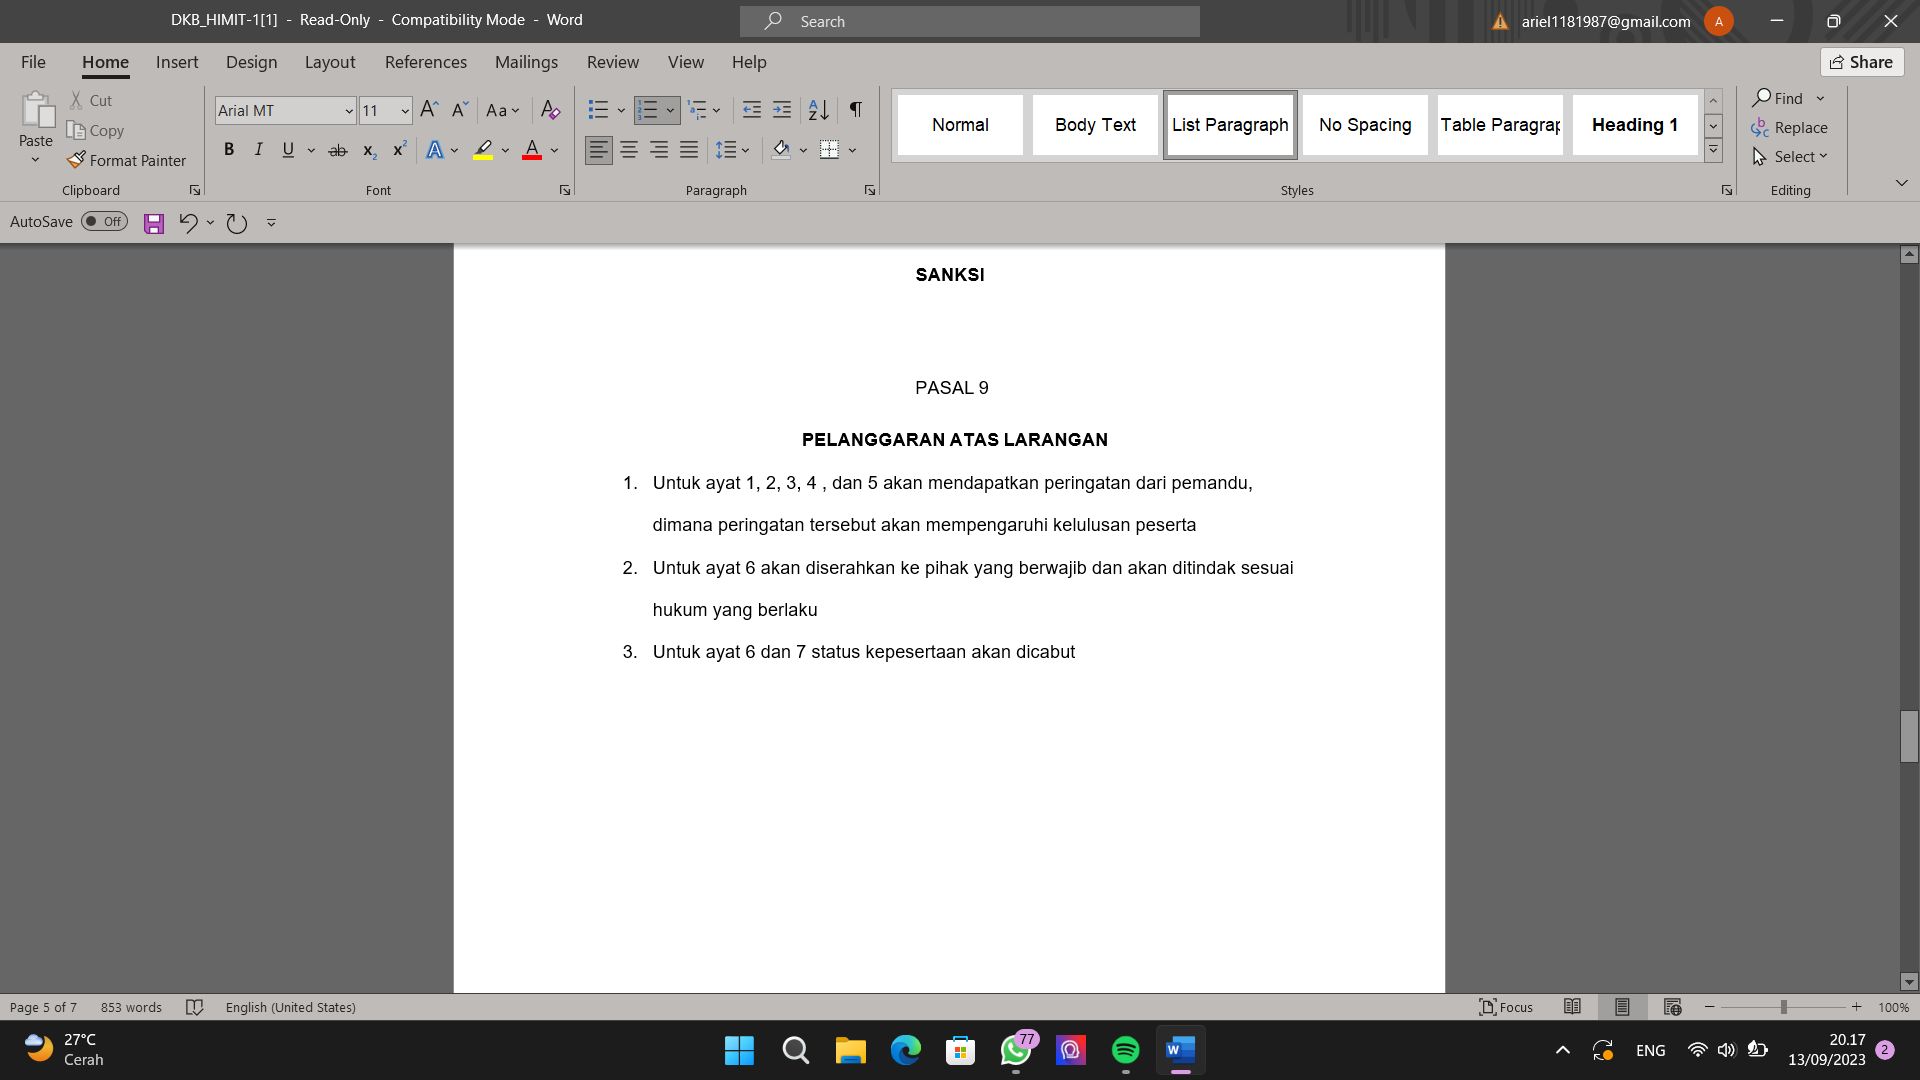 DKB_HIMIT-1[1] - Read-Only - Compatibility Mode - Word
Search
ariel1181987@gmail.com
A
File Home Insert Design Layout References Mailings Review View Help
Share
Paste
Cut
Copy
Format Painter
Clipboard
Arial MT
11
Font
Paragraph
Normal
Body Text
List Paragraph
No Spacing
Table Paragrap
Heading 1
Styles
Find
Replace
Select
Editing
AutoSave Off
SANKSI
PASAL 9
PELANGGARAN ATAS LARANGAN
1. Untuk ayat 1, 2, 3, 4 , dan 5 akan mendapatkan peringatan dari pemandu,
dimana peringatan tersebut akan mempengaruhi kelulusan peserta
2. Untuk ayat 6 akan diserahkan ke pihak yang berwajib dan akan ditindak sesuai
hukum yang berlaku
3. Untuk ayat 6 dan 7 status kepesertaan akan dicabut
Page 5 of 7 853 words English (United States)
Focus
100%
27°C
Cerah
77
ENG
20.17
13/09/2023
2